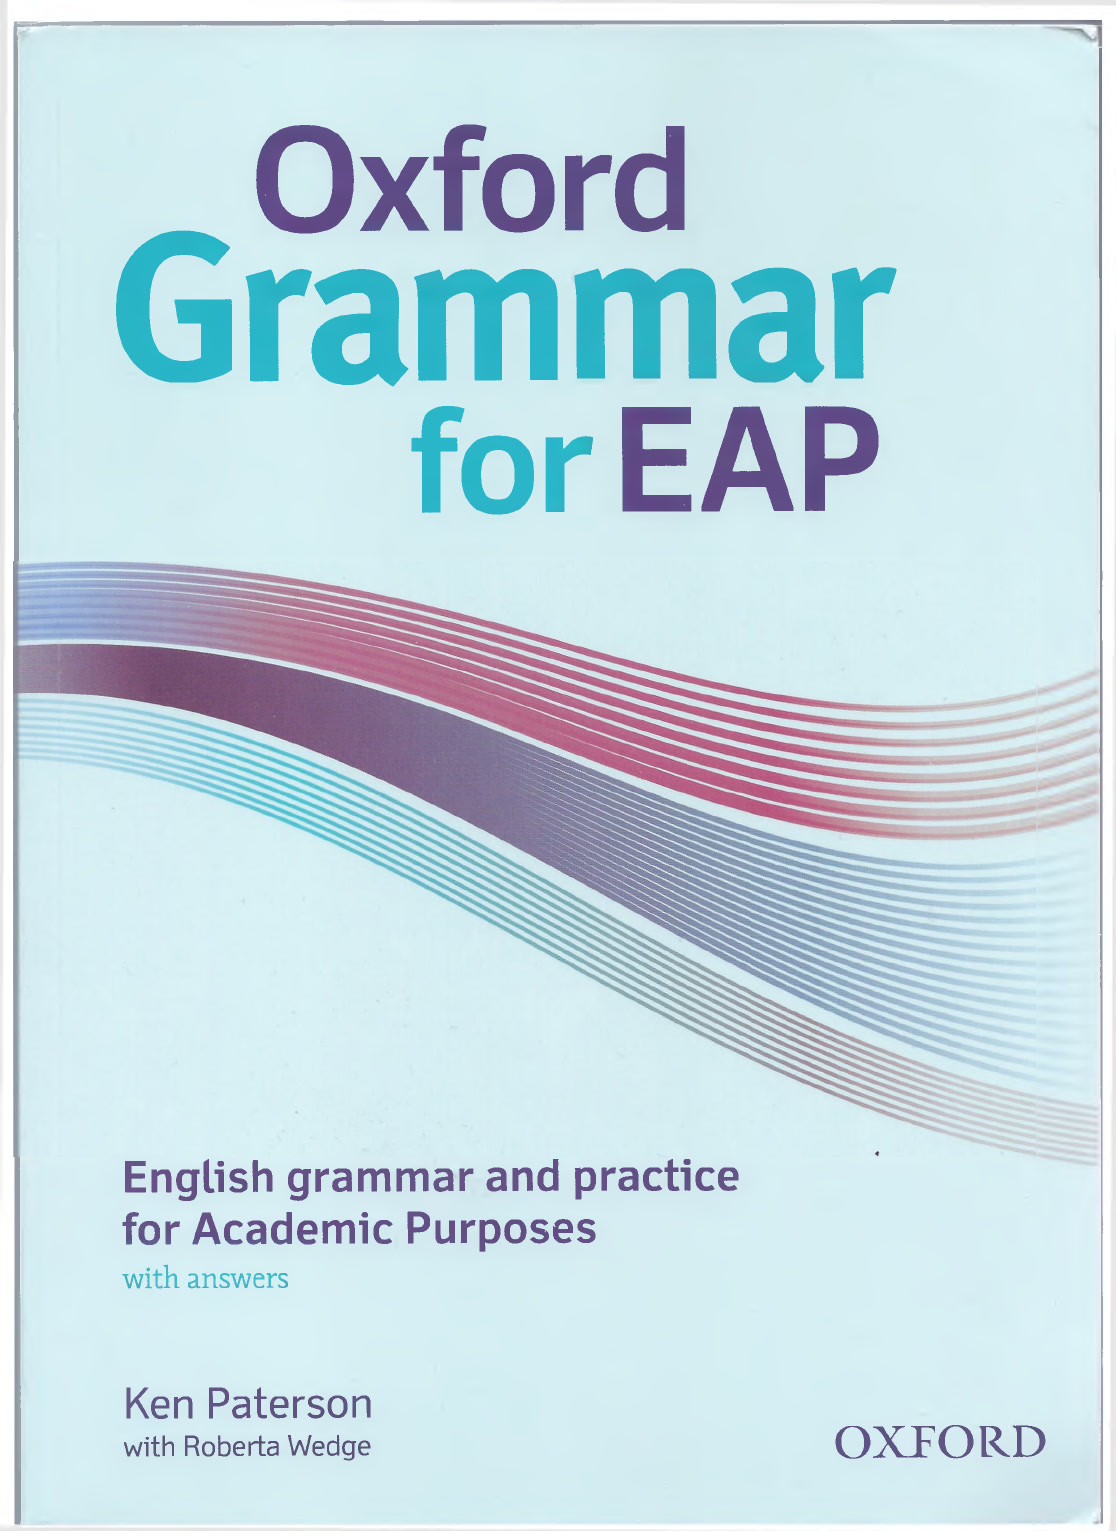 Oxford
Grammar
for EAP
English grammar and practice
for Academic Purposes
with answers
Ken Paterson
with Roberta Wedge
OXFORD